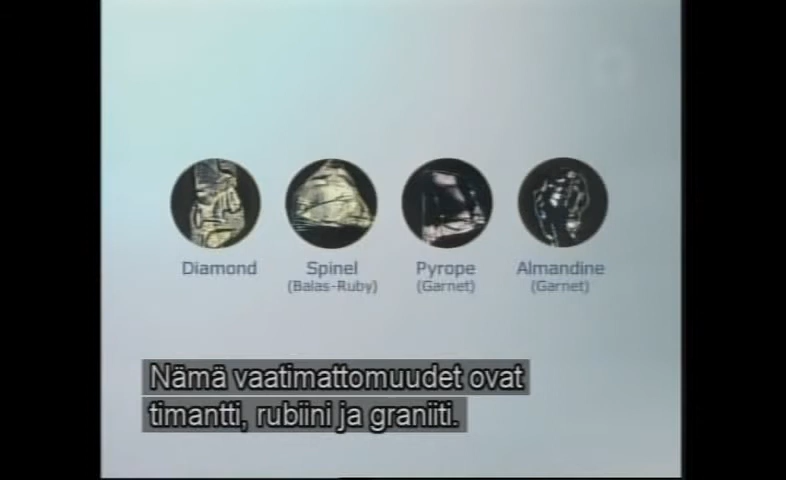 Diamond
Spinel
(Balas-Ruby)
Pyrope
(Garnet)
Almandine
(Garnet)
Nämä vaatimattomuudet ovat
timantti, rubiini ja graniiti.